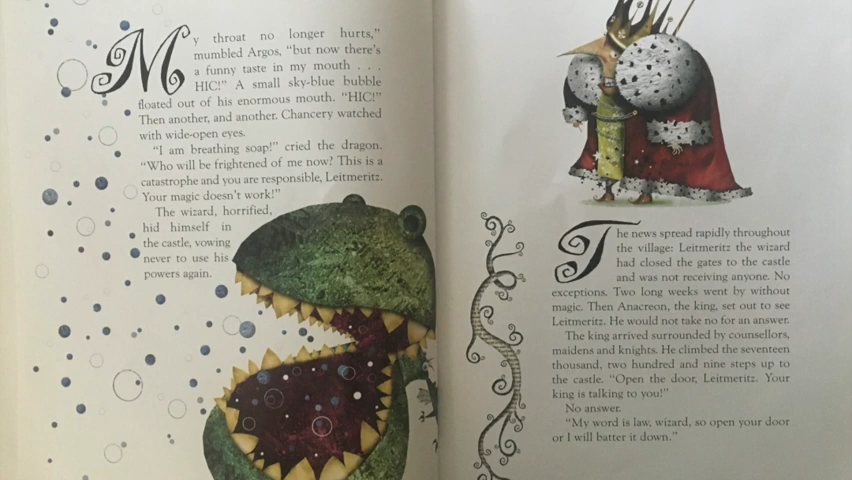 My throat no longer hurts,"
mumbled Argos, "but now there's
a funny taste in my mouth . . .
HIC!" A small sky-blue bubble
floated out of his enormous mouth. "HIC!"
Then another, and another. Chancery watched
with wide-open eyes.
"I am breathing soap!" cried the dragon.
"Who will be frightened of me now? This is a
catastrophe and you are responsible, Leitmeritz.
Your magic doesn't work!"
The wizard, horrified,
hid himself in
the castle, vowing
never to use his
powers again.
The news spread rapidly throughout
the village: Leitmeritz the wizard
had closed the gates to the castle
and was not receiving anyone. No
exceptions. Two long weeks went by without
magic. Then Anacreon, the king, set out to see
Leitmeritz. He would not take no for an answer.
The king arrived surrounded by counsellors,
maidens and knights. He climbed the seventeen
thousand, two hundred and nine steps up to
the castle. "Open the door, Leitmeritz. Your
king is talking to you!"
No answer.
"My word is law, wizard, so open your door
or I will batter it down."